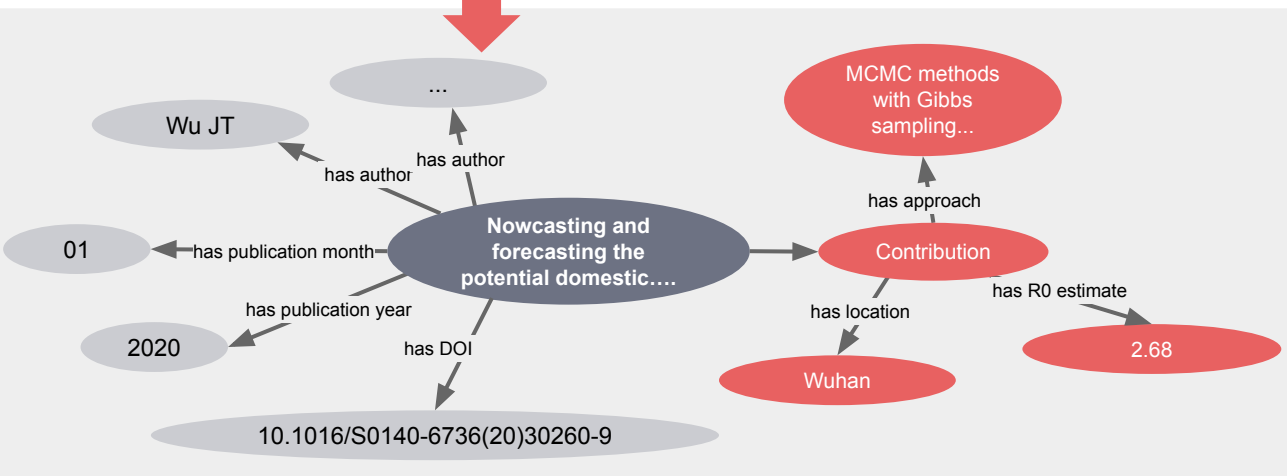 ...
MCMC methods
with Gibbs
sampling...
Wu JT
has author
has author
has approach
Nowcasting and
forecasting the
potential domestic….
01
has publication month
Contribution
has R0 estimate
has publication year
has location
2020
has DOI
2.68
Wuhan
10.1016/S0140-6736(20)30260-9